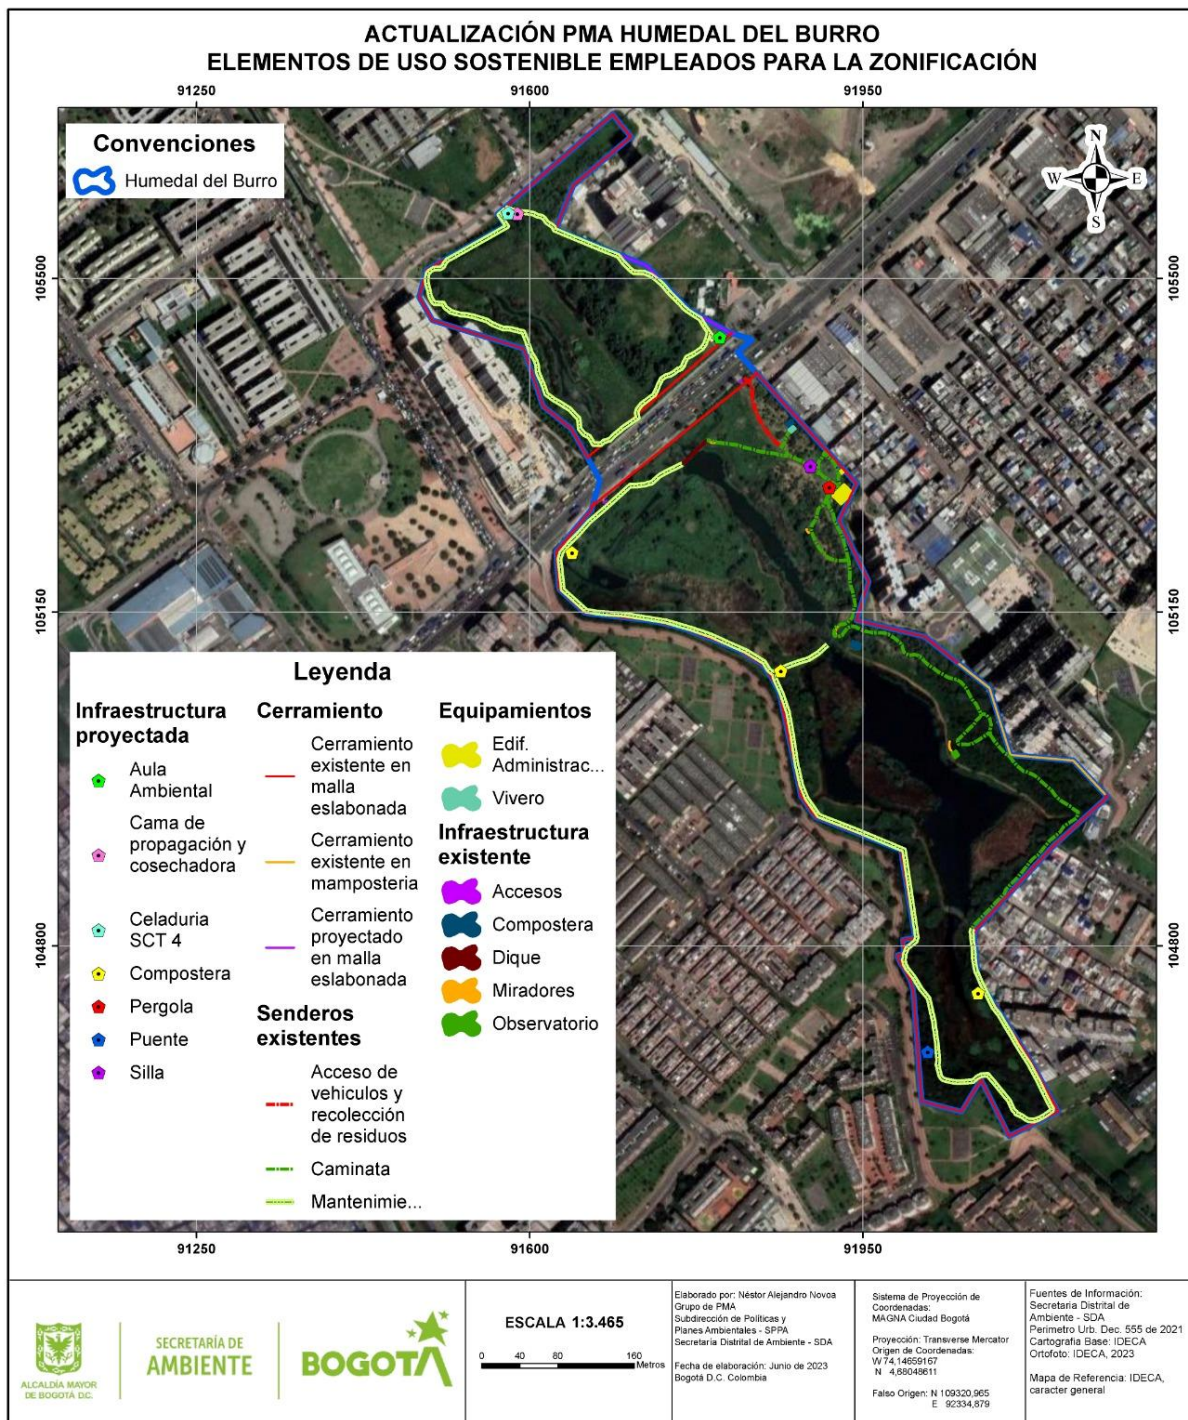 ACTUALIZACIÓN PMA HUMEDAL DEL BURRO
ELEMENTOS DE USO SOSTENIBLE EMPLEADOS PARA LA ZONIFICACIÓN
91250
91600
91950
Convenciones
Humedal del Burro
N
W
E
S
105500
105500
105150
105150
104800
104800
Leyenda
Infraestructura
proyectada
Aula
Ambiental
Cama de
propagación y
cosechadora
Celaduria
SCT 4
Compostera
Pergola
Puente
Silla
Cerramiento
Cerramiento
existente en
malla
eslabonada
Cerramiento
existente en
mamposteria
Cerramiento
proyectado
en malla
eslabonada
Senderos
existentes
Acceso de
vehiculos y
recolección
de residuos
Caminata
Mantenimie...
Equipamientos
Edif.
Administrac...
Vivero
Infraestructura
existente
Accesos
Compostera
Dique
Miradores
Observatorio
91250
91600
91950
ALCALDÍA MAYOR
DE BOGOTÁ D.C.
SECRETARÍA DE
AMBIENTE
BOGOTÁ
ESCALA 1:3.465
0 40 80 160
Metros
Elaborado por: Néstor Alejandro Novoa
Grupo de PMA
Subdirección de Políticas y
Planes Ambientales - SPPA
Secretaria Distrital de Ambiente - SDA
Fecha de elaboración: Junio de 2023
Bogotá D.C. Colombia
Sistema de Proyección de
Coordenadas:
MAGNA Ciudad Bogotá
Proyección: Transverse Mercator
Origen de Coordenadas:
W 74,14659167
N 4,68048611
Falso Origen: N 109320,965
E 92334,879
Fuentes de Información:
Secretaria Distrital de
Ambiente - SDA
Perimetro Urb. Dec. 555 de 2021
Cartografia Base: IDECA
Ortofoto: IDECA, 2023
Mapa de Referencia: IDECA,
caracter general